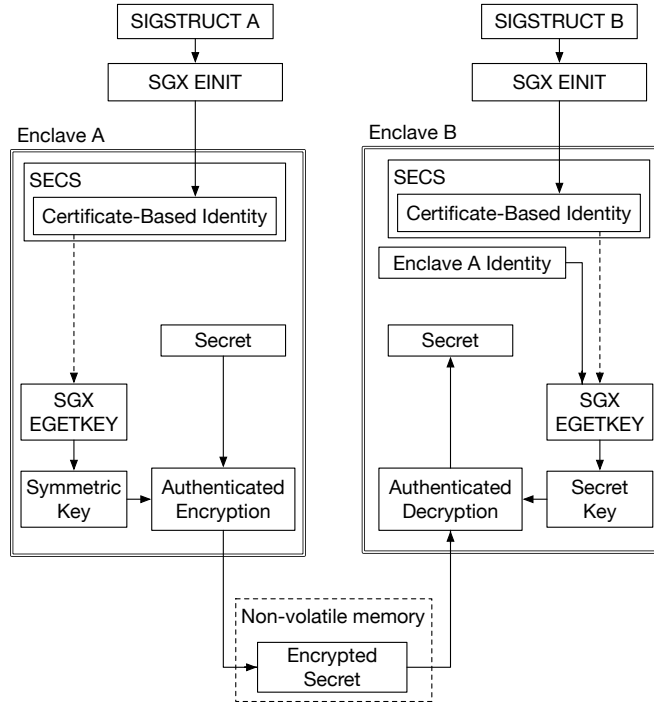 SIGSTRUCT A
SGX EINIT
Enclave A
SECS
Certificate-Based Identity
Secret
SGX
EGETKEY
Symmetric
Key
Authenticated
Encryption
SIGSTRUCT B
SGX EINIT
Enclave B
SECS
Certificate-Based Identity
Enclave A Identity
Secret
SGX
EGETKEY
Authenticated
Decryption
Secret
Key
Non-volatile memory
Encrypted
Secret